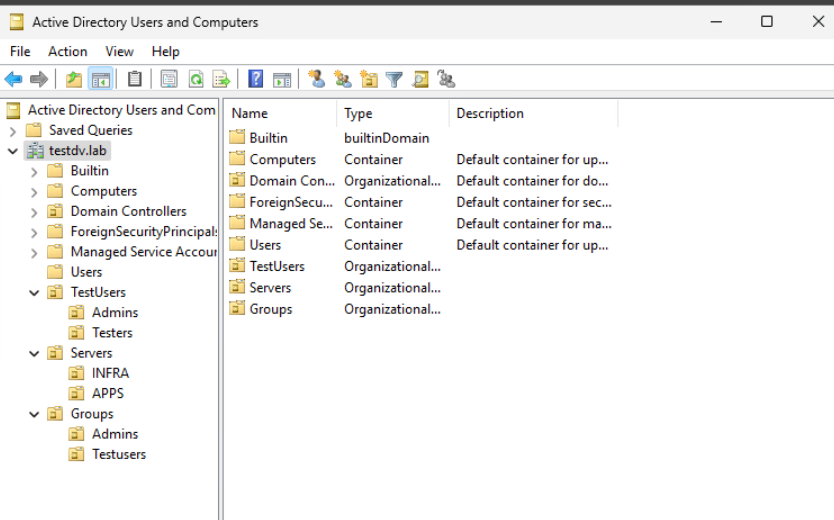 Active Directory Users and Computers
File Action View Help
Active Directory Users and Com
Saved Queries
testdv.lab
Builtin
Computers
Domain Controllers
ForeignSecurityPrincipals
Managed Service Accour
Users
TestUsers
Admins
Testers
Servers
INFRA
APPS
Groups
Admins
Testusers
Name Type Description
Builtin builtinDomain
Computers Container Default container for up...
Domain Con... Organizational... Default container for do...
ForeignSecu... Container Default container for sec...
Managed Se... Container Default container for ma...
Users Container Default container for up...
TestUsers Organizational...
Servers Organizational...
Groups Organizational...